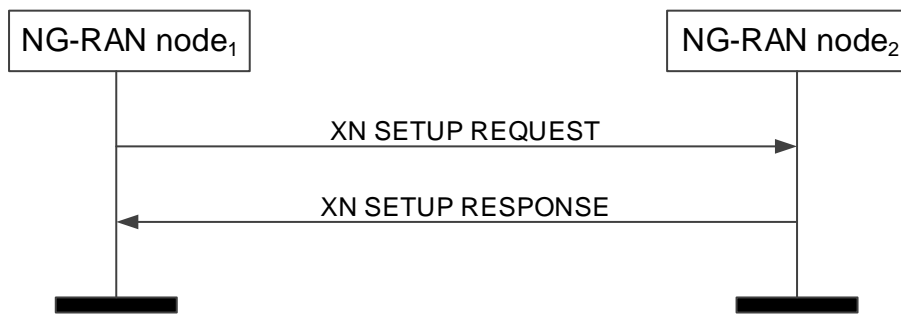 NG-RAN node₁
NG-RAN node₂
XN SETUP REQUEST
XN SETUP RESPONSE